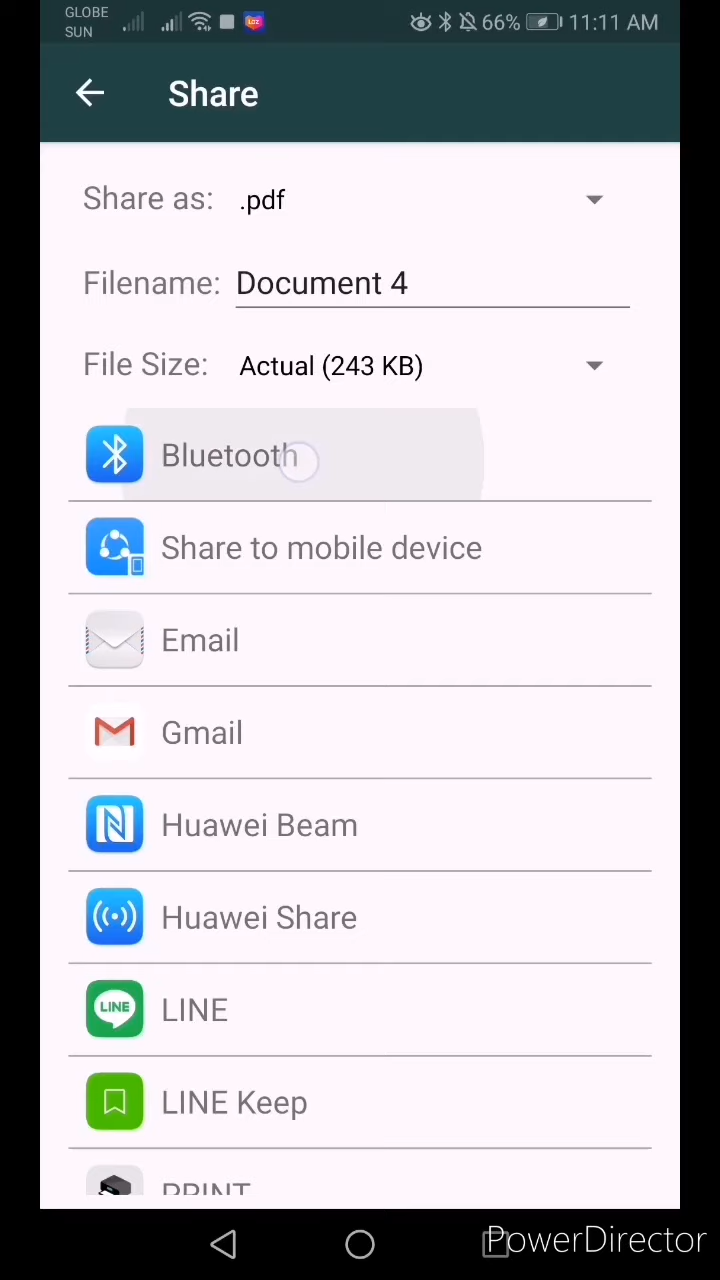 GLOBE
SUN
66% 11:11 AM
Share
Share as: .pdf
Filename: Document 4
File Size: Actual (243 KB)
Bluetooth
Share to mobile device
Email
Gmail
Huawei Beam
Huawei Share
LINE
LINE
LINE Keep
PRINT
PowerDirector